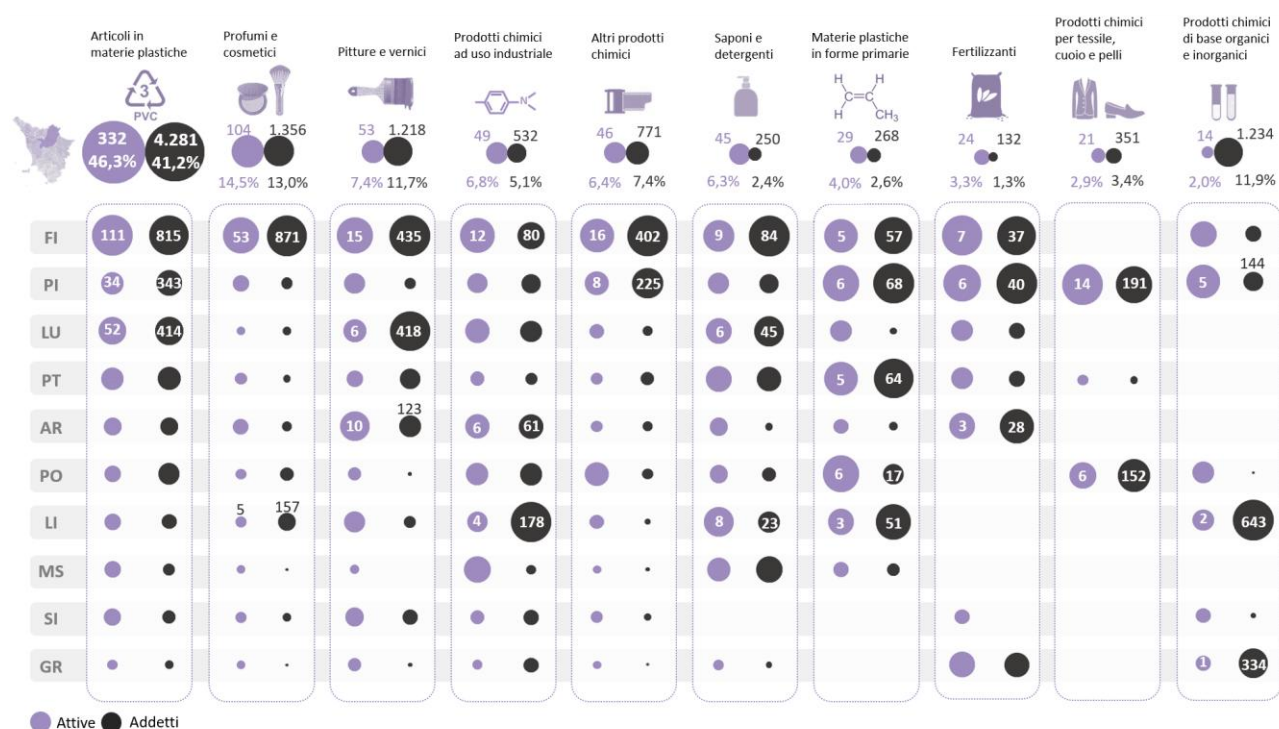 Articoli in
materie plastiche
3
PVC
332
46,3%
4.281
41,2%
Profumi e
cosmetici
104 1.356
14,5% 13,0%
Pitture e vernici
53 1.218
7,4% 11,7%
Prodotti chimici
ad uso industriale
N
49 532
6,8% 5,1%
Altri prodotti
chimici
46 771
6,4% 7,4%
Saponi e
detergenti
45 250
6,3% 2,4%
Materie plastiche
in forme primarie
H H
C=C
H CH3
29 268
4,0% 2,6%
Fertilizzanti
24 132
3,3% 1,3%
Prodotti chimici
per tessile,
cuoio e pelli
21 351
2,9% 3,4%
Prodotti chimici
di base organici
e inorganici
14 1.234
2,0% 11,9%
FI 111 815 53 871 15 435 12 80 16 402 9 84 5 57 7 37
PI 34 343 8 225 6 68 6 40 14 191 5 144
LU 52 414 6 418 6 45
PT 5 64
AR 10 123 6 61 3 28
PO 6 17 6 152
LI 5 157 4 178 8 23 3 51 2 643
MS
SI
GR 1 334
Attive Addetti